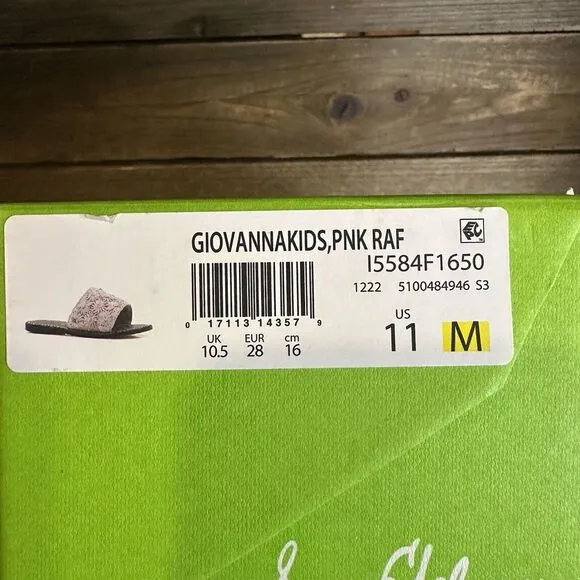 GIOVANNAKIDS,PNK RAF
I5584F1650
1222 5100484946 S3
0 17113 14357 9
UK EUR cm
10.5 28 16
US
11 M